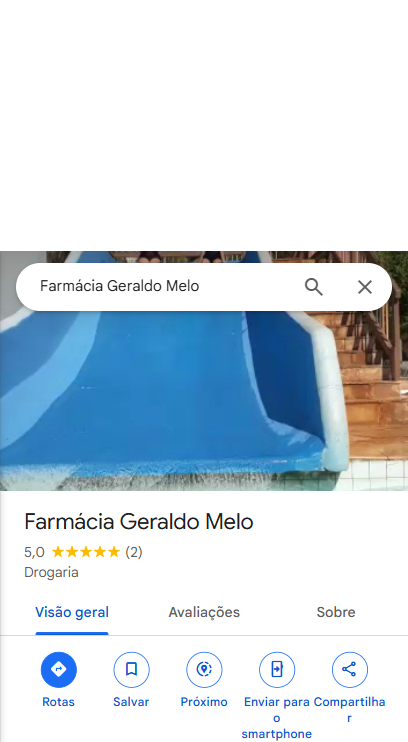 Farmácia Geraldo Melo
Farmácia Geraldo Melo
5,0 ★★★★★ (2)
Drogaria
Visão geral Avaliações Sobre
Rotas Salvar Próximo Enviar para o smartphone Compartilhar